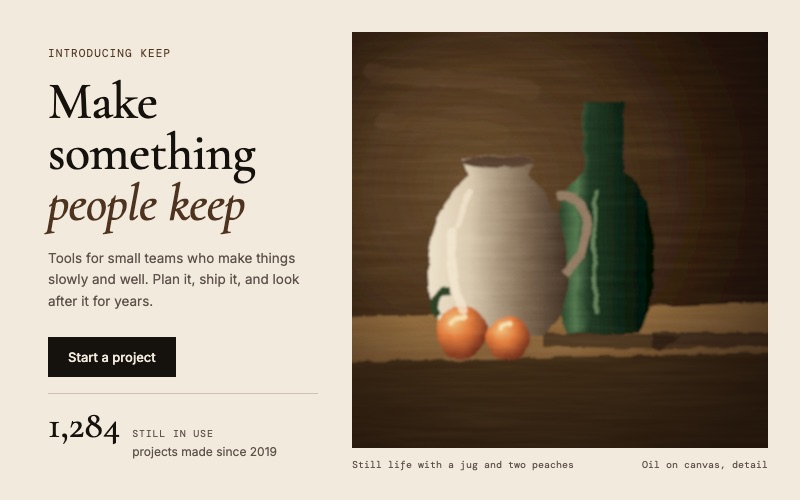 INTRODUCING KEEP
Make
something
people keep
Tools for small teams who make things
slowly and well. Plan it, ship it, and look
after it for years.
Start a project
1,284
STILL IN USE
projects made since 2019
Still life with a jug and two peaches
Oil on canvas, detail